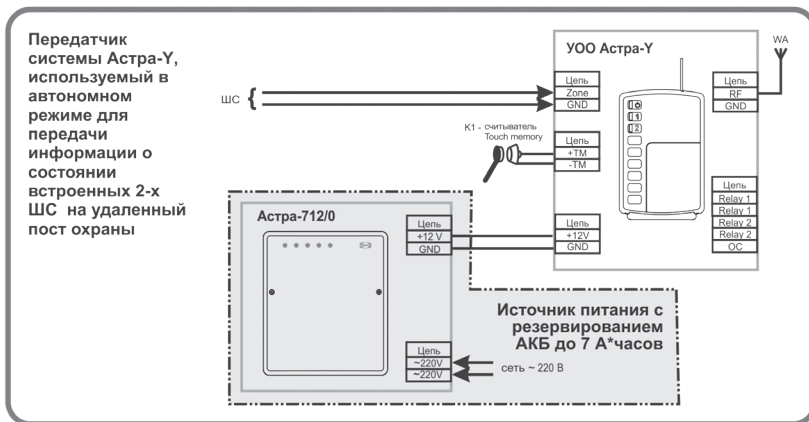 Передатчик
системы Астра-Y,
используемый в
автономном
режиме для
передачи
информации о
состоянии
встроенных 2-х
ШС на удаленный
пост охраны
ШС
K1 - считыватель
Touch memory
УОО Астра-Y
WA
Цепь
Zone
GND
Цепь
+TM
-TM
Цепь
+12V
GND
1
2
Цепь
RF
GND
Цепь
Relay 1
Relay 1
Relay 2
Relay 2
OC
Астра-712/0
Цепь
+12 V
GND
Цепь
~220V
~220V
Источник питания с
резервированием
АКБ до 7 А*часов
сеть ~ 220 В